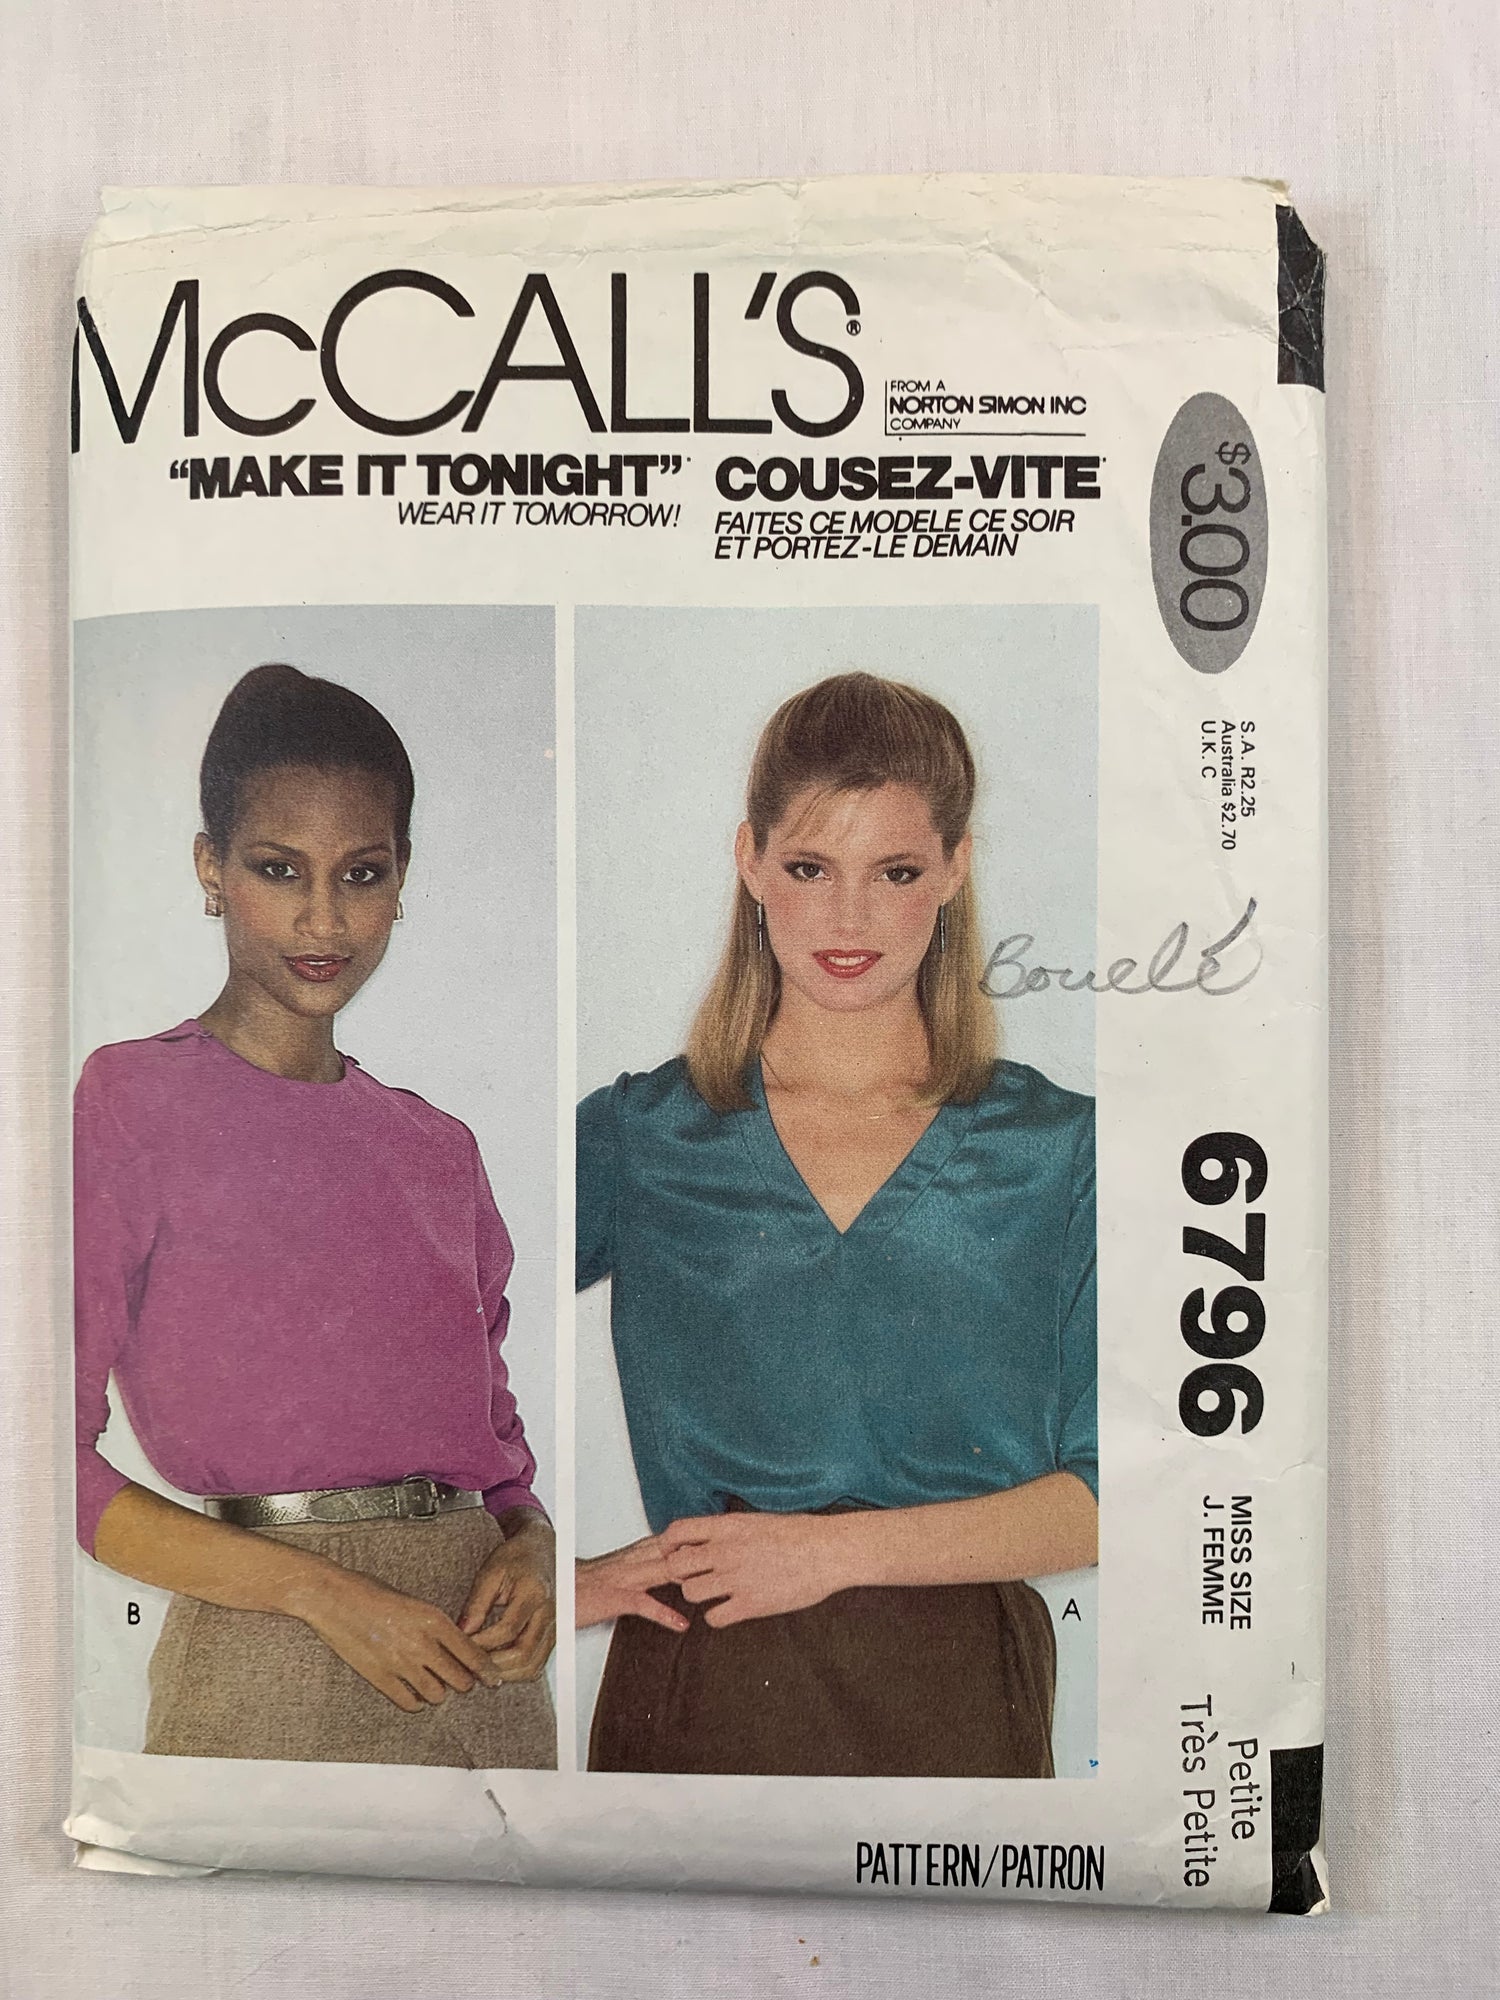 McCALL'S®
FROM A
NORTON SIMON INC
COMPANY
“MAKE IT TONIGHT”
WEAR IT TOMORROW!
COUSEZ-VITE
FAITES CE MODELE CE SOIR
ET PORTEZ-LE DEMAIN
$3.00
S.A. R2.25
Australia $2.70
U.K. C
Bouclé
6796
MISS SIZE
J. FEMME
Petite
Très Petite
B
A
PATTERN/PATRON